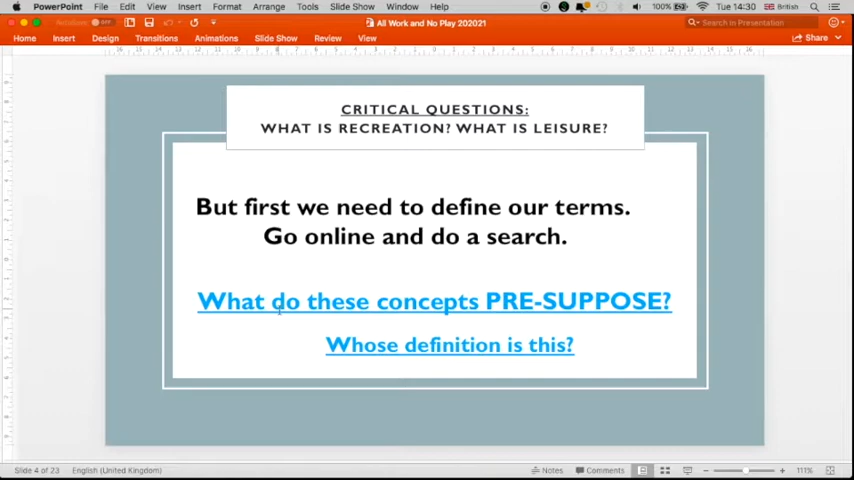 PowerPoint File Edit View Insert Format Arrange Tools Slide Show Window Help 100% Tue 14:30 British
OFF All Work and No Play 202021 Search in Presentation
Home Insert Design Transitions Animations Slide Show Review View Share
CRITICAL QUESTIONS:
WHAT IS RECREATION? WHAT IS LEISURE?
But first we need to define our terms.
Go online and do a search.
What do these concepts PRE-SUPPOSE?
Whose definition is this?
Slide 4 of 23 English (United Kingdom) Notes Comments 111%